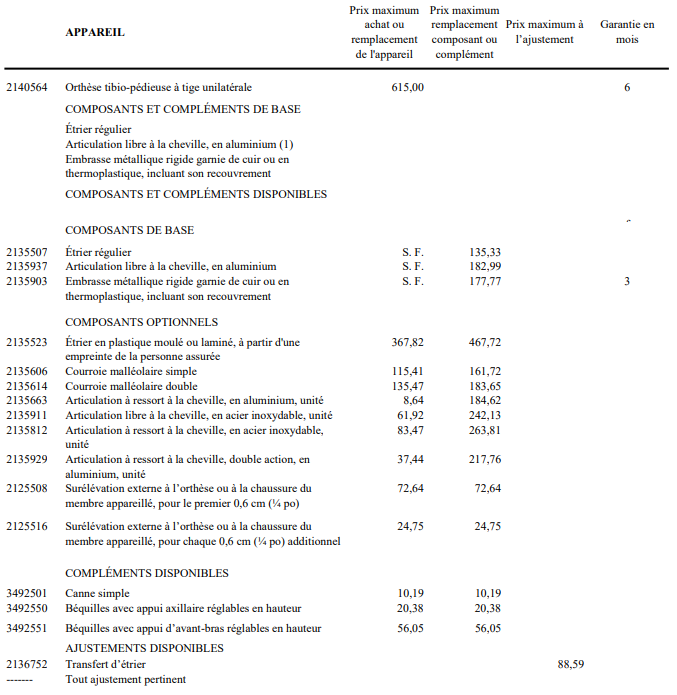 APPAREIL
Prix maximum achat ou remplacement de l'appareil
Prix maximum remplacement composant ou complément
Prix maximum à l'ajustement
Garantie en mois
2140564 Orthèse tibio-pédieuse à tige unilatérale 615,00 6
COMPOSANTS ET COMPLÉMENTS DE BASE
Étrier régulier
Articulation libre à la cheville, en aluminium (1)
Embrasse métallique rigide garnie de cuir ou en
thermoplastique, incluant son recouvrement
COMPOSANTS ET COMPLÉMENTS DISPONIBLES
COMPOSANTS DE BASE
2135507 Étrier régulier S. F. 135,33
2135937 Articulation libre à la cheville, en aluminium S. F. 182,99
2135903 Embrasse métallique rigide garnie de cuir ou en S. F. 177,77 3
thermoplastique, incluant son recouvrement
COMPOSANTS OPTIONNELS
2135523 Étrier en plastique moulé ou laminé, à partir d'une 367,82 467,72
empreinte de la personne assurée
2135606 Courroie malléolaire simple 115,41 161,72
2135614 Courroie malléolaire double 135,47 183,65
2135663 Articulation à ressort à la cheville, en aluminium, unité 8,64 184,62
2135911 Articulation libre à la cheville, en acier inoxydable, unité 61,92 242,13
2135812 Articulation à ressort à la cheville, en acier inoxydable, 83,47 263,81
unité
2135929 Articulation à ressort à la cheville, double action, en 37,44 217,76
aluminium, unité
2125508 Surélévation externe à l'orthèse ou à la chaussure du 72,64 72,64
membre appareillé, pour le premier 0,6 cm (¼ po)
2125516 Surélévation externe à l'orthèse ou à la chaussure du 24,75 24,75
membre appareillé, pour chaque 0,6 cm (¼ po) additionnel
COMPLÉMENTS DISPONIBLES
3492501 Canne simple 10,19 10,19
3492550 Béquilles avec appui axillaire réglables en hauteur 20,38 20,38
3492551 Béquilles avec appui d'avant-bras réglables en hauteur 56,05 56,05
AJUSTEMENTS DISPONIBLES
2136752 Transfert d'étrier 88,59
------- Tout ajustement pertinent